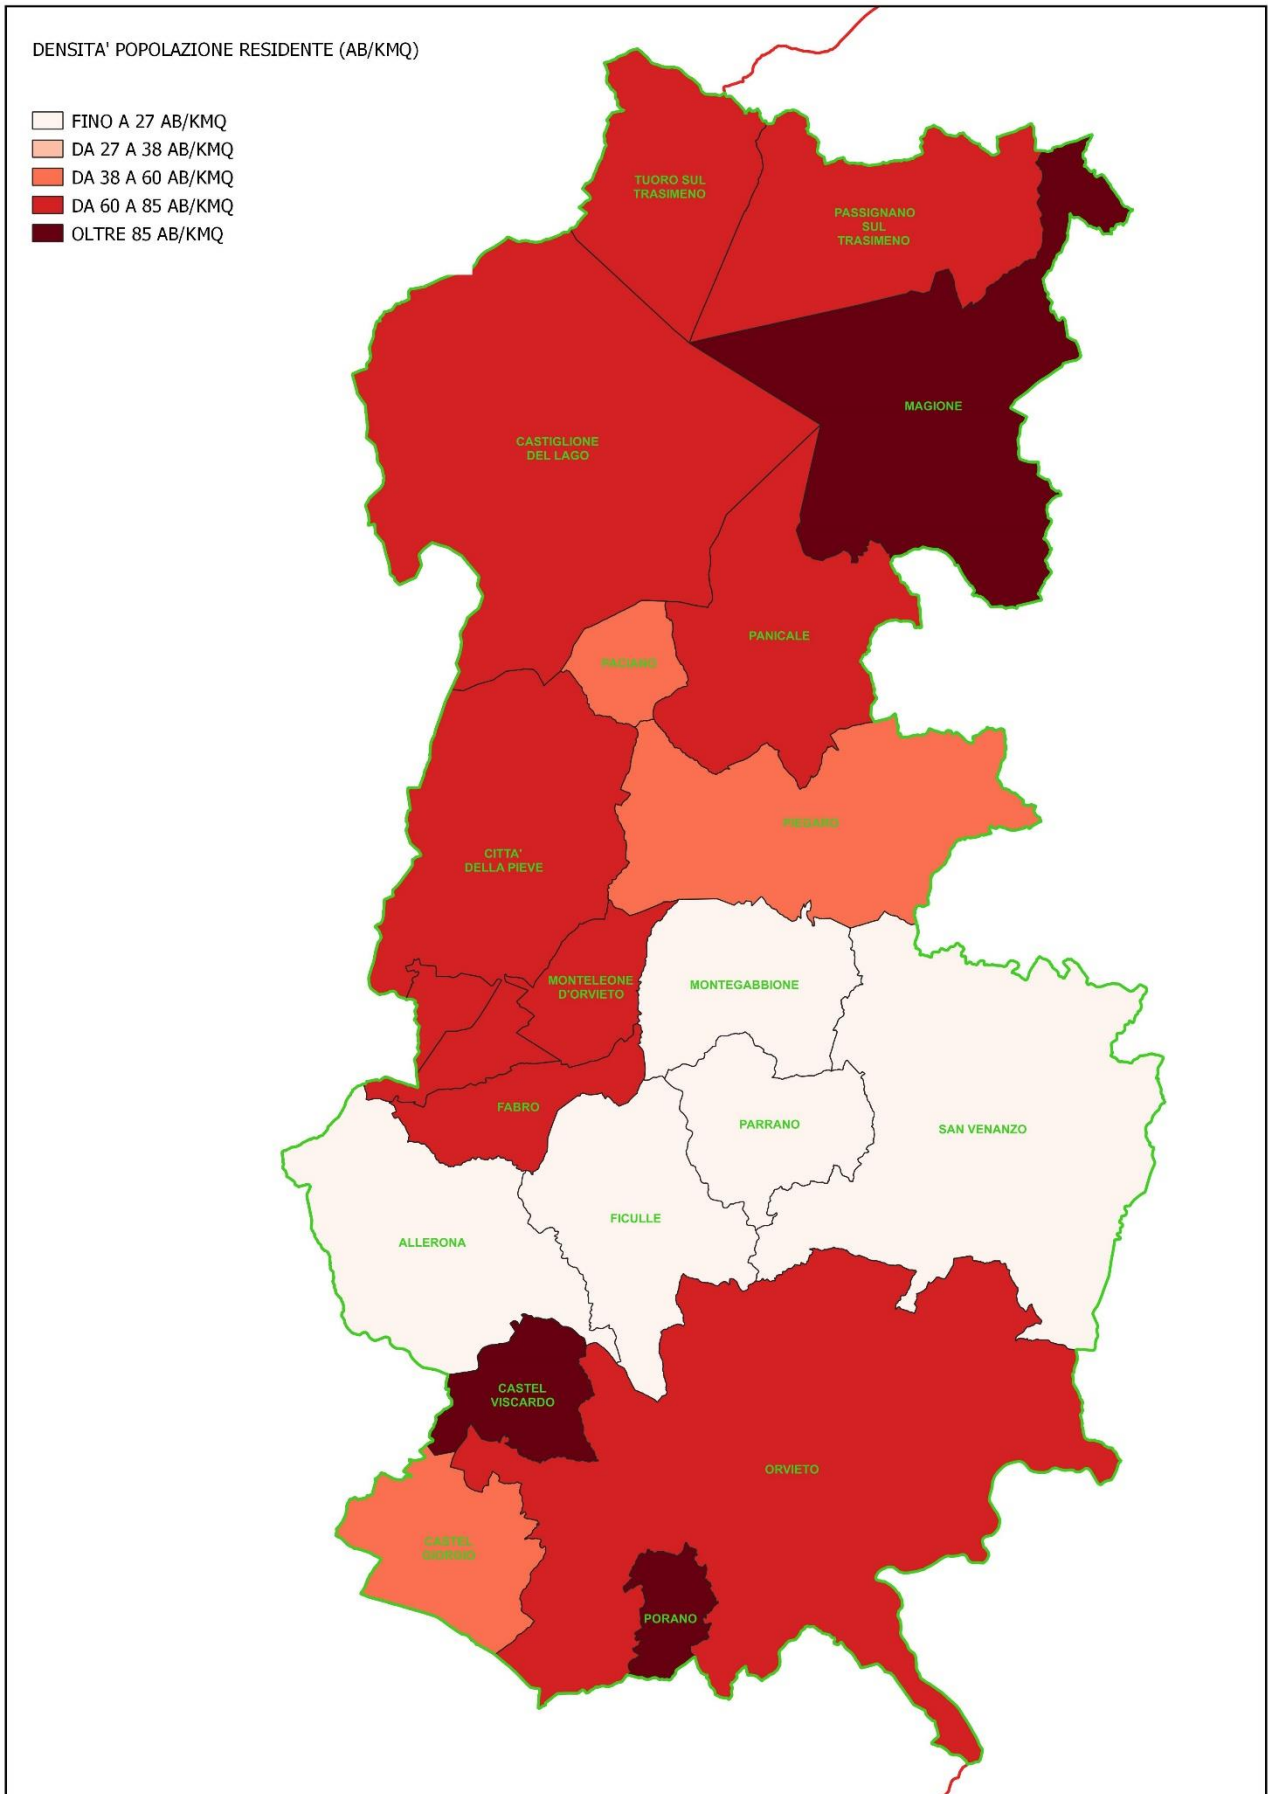 DENSITA' POPOLAZIONE RESIDENTE (AB/KMQ)
FINO A 27 AB/KMQ
DA 27 A 38 AB/KMQ
DA 38 A 60 AB/KMQ
DA 60 A 85 AB/KMQ
OLTRE 85 AB/KMQ
TUORO SUL
TRASIMENO
PASSIGNANO
SUL
TRASIMENO
MAGIONE
CASTIGLIONE
DEL LAGO
PANICALE
PACIANO
PIEGARO
CITTA'
DELLA PIEVE
MONTELEONE
D'ORVIETO
MONTEGABBIONE
FABRO
PARRANO
SAN VENANZO
FICULLE
ALLERONA
CASTEL
VISCARDO
ORVIETO
CASTEL
GIORGIO
PORANO